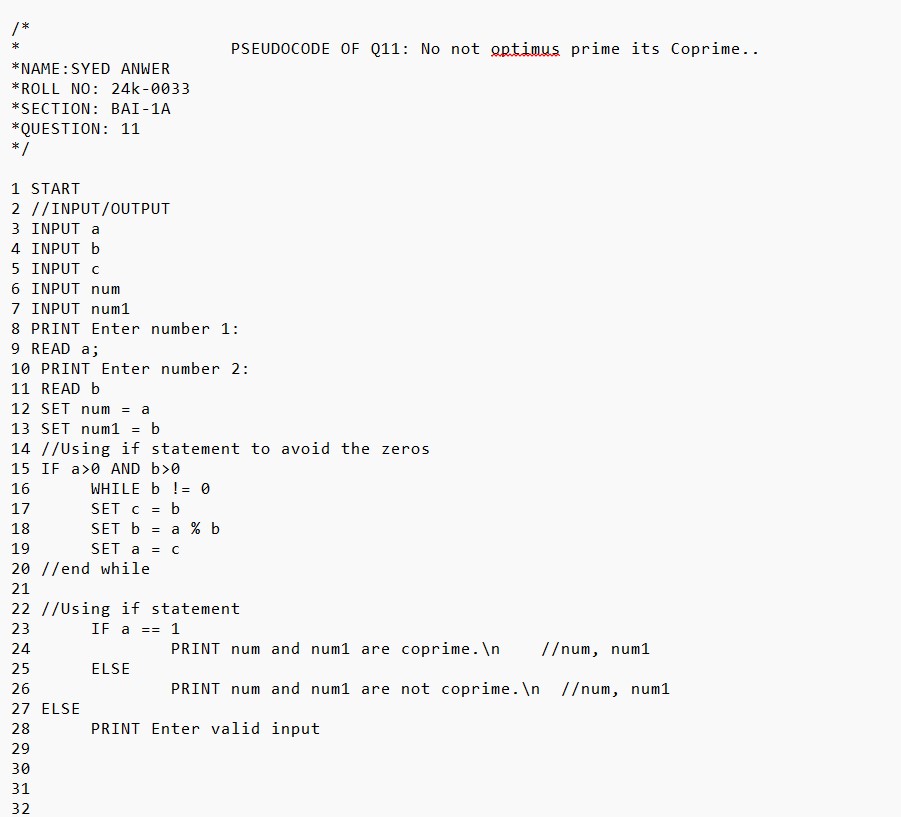 /*
* PSEUDOCODE OF Q11: No not optimus prime its Coprime..
*NAME:SYED ANWER
*ROLL NO: 24k-0033
*SECTION: BAI-1A
*QUESTION: 11
*/
1 START
2 //INPUT/OUTPUT
3 INPUT a
4 INPUT b
5 INPUT c
6 INPUT num
7 INPUT num1
8 PRINT Enter number 1:
9 READ a;
10 PRINT Enter number 2:
11 READ b
12 SET num = a
13 SET num1 = b
14 //Using if statement to avoid the zeros
15 IF a>0 AND b>0
16 WHILE b != 0
17 SET c = b
18 SET b = a % b
19 SET a = c
20 //end while
21
22 //Using if statement
23 IF a == 1
24 PRINT num and num1 are coprime.\n //num, num1
25 ELSE
26 PRINT num and num1 are not coprime.\n //num, num1
27 ELSE
28 PRINT Enter valid input
29
30
31
32